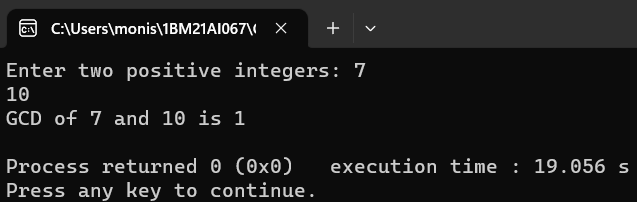 C:\Users\monis\1BM21AI067\
Enter two positive integers: 7
10
GCD of 7 and 10 is 1
Process returned 0 (0x0)   execution time : 19.056 s
Press any key to continue.